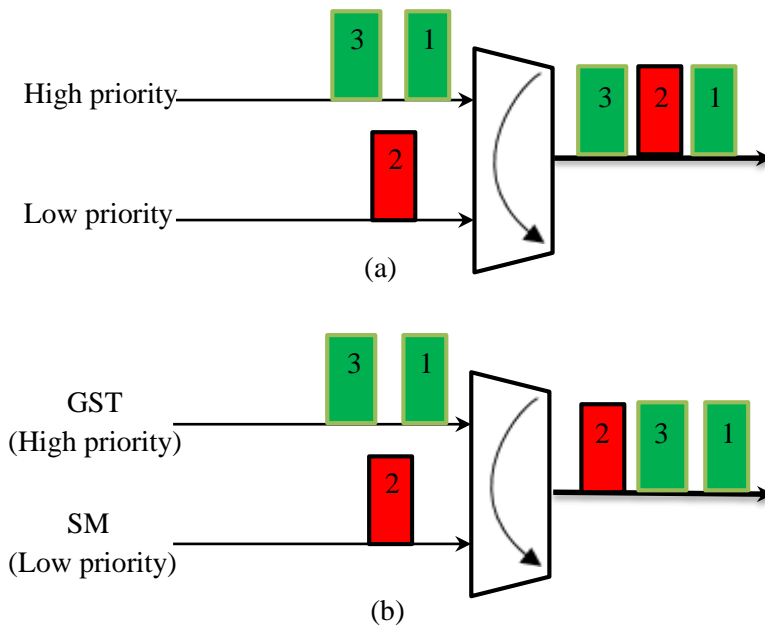 3 1
High priority
2
Low priority
3 2 1
(a)
3 1
GST
(High priority)
2
SM
(Low priority)
2 3 1
(b)